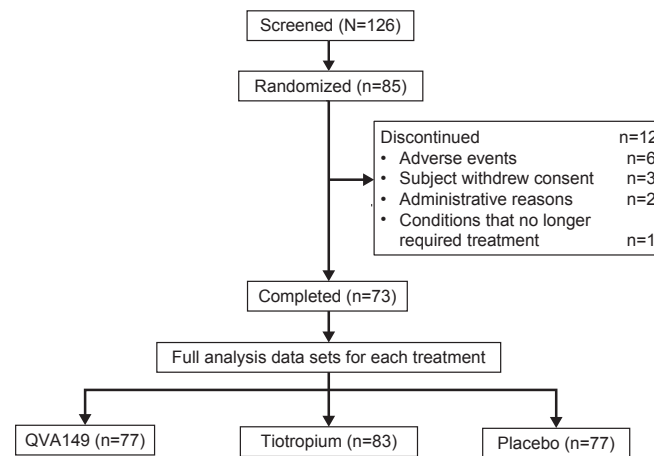 Screened (N=126)
Randomized (n=85)
Discontinued n=12
• Adverse events n=6
• Subject withdrew consent n=3
• Administrative reasons n=2
• Conditions that no longer
required treatment n=1
Completed (n=73)
Full analysis data sets for each treatment
QVA149 (n=77) Tiotropium (n=83) Placebo (n=77)